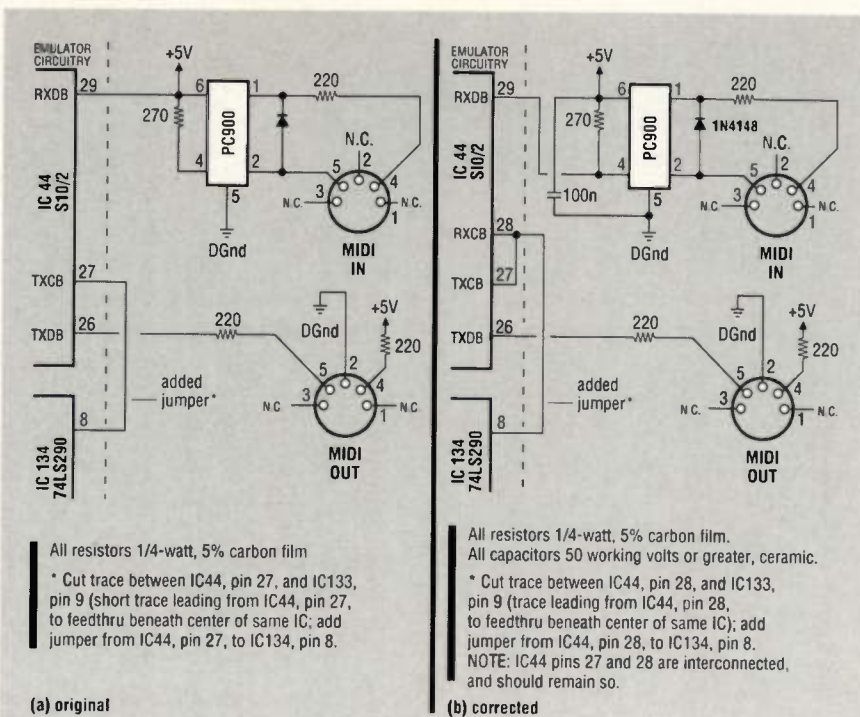 EMULATOR
CIRCUITRY
+5V
RXDB
29
6
1
220
270
PC900
N.C.
4
2
5
2
5
4
3
1
N.C.
N.C.
DGnd
MIDI
IN
IC 44
S10/2
TXCB
27
TXDB
26
220
+5V
DGnd
220
2
5
4
3
1
N.C
N.C
added
jumper*
8
MIDI
OUT
IC 134
74LS290
All resistors 1/4-watt, 5% carbon film
* Cut trace between IC44, pin 27, and IC133,
pin 9 (short trace leading from IC44, pin 27,
to feedthru beneath center of same IC; add
jumper from IC44, pin 27, to IC134, pin 8.
(a) original
EMULATOR
CIRCUITRY
+5V
RXDB
29
6
1
220
270
PC900
1N4148
N.C.
4
2
5
2
5
4
3
1
N.C.
N.C.
100n
DGnd
MIDI
IN
IC 44
SI0/2
RXCB
28
TXCB
27
TXDB
26
220
+5V
DGnd
220
2
5
4
3
1
N.C.
N.C.
added
jumper*
8
MIDI
OUT
IC 134
74LS290
All resistors 1/4-watt, 5% carbon film.
All capacitors 50 working volts or greater, ceramic.
* Cut trace between IC44, pin 28, and IC133,
pin 9 (trace leading from IC44, pin 28,
to feedthru beneath center of same IC); add
jumper from IC44, pin 28, to IC134, pin 8.
NOTE: IC44 pins 27 and 28 are interconnected,
and should remain so.
(b) corrected